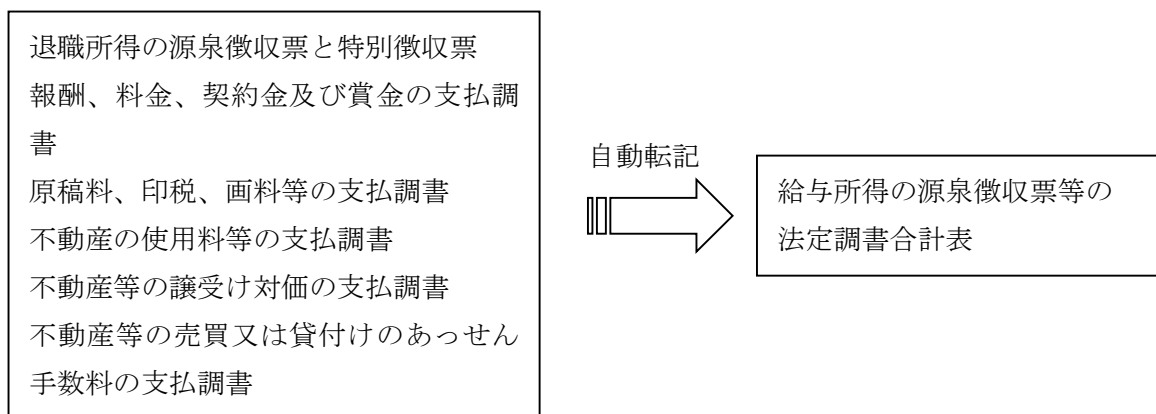 退職所得の源泉徴収票と特別徴収票
報酬、料金、契約金及び賞金の支払調
書
原稿料、印税、画料等の支払調書
不動産の使用料等の支払調書
不動産等の譲受け対価の支払調書
不動産等の売買又は貸付けのあっせん
手数料の支払調書
自動転記
給与所得の源泉徴収票等の
法定調書合計表